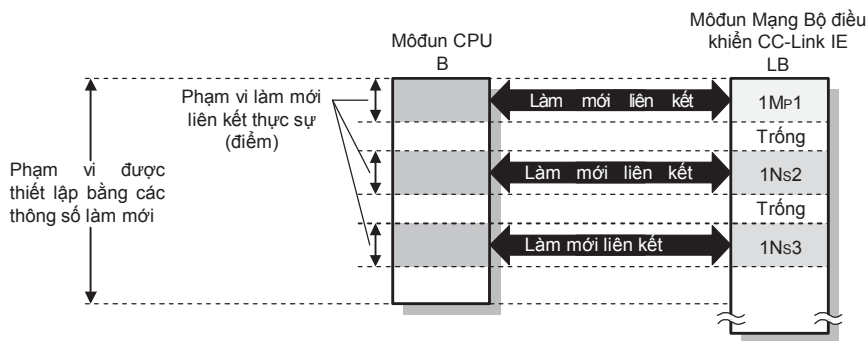 Môđun CPU
B
Môđun Mạng Bộ điều
khiển CC-Link IE
LB
Phạm vi làm mới
liên kết thực sự
(điểm)
Phạm vi được
thiết lập bằng các
thông số làm mới
Làm mới liên kết
1MP1
Trống
Làm mới liên kết
1NS2
Trống
Làm mới liên kết
1NS3